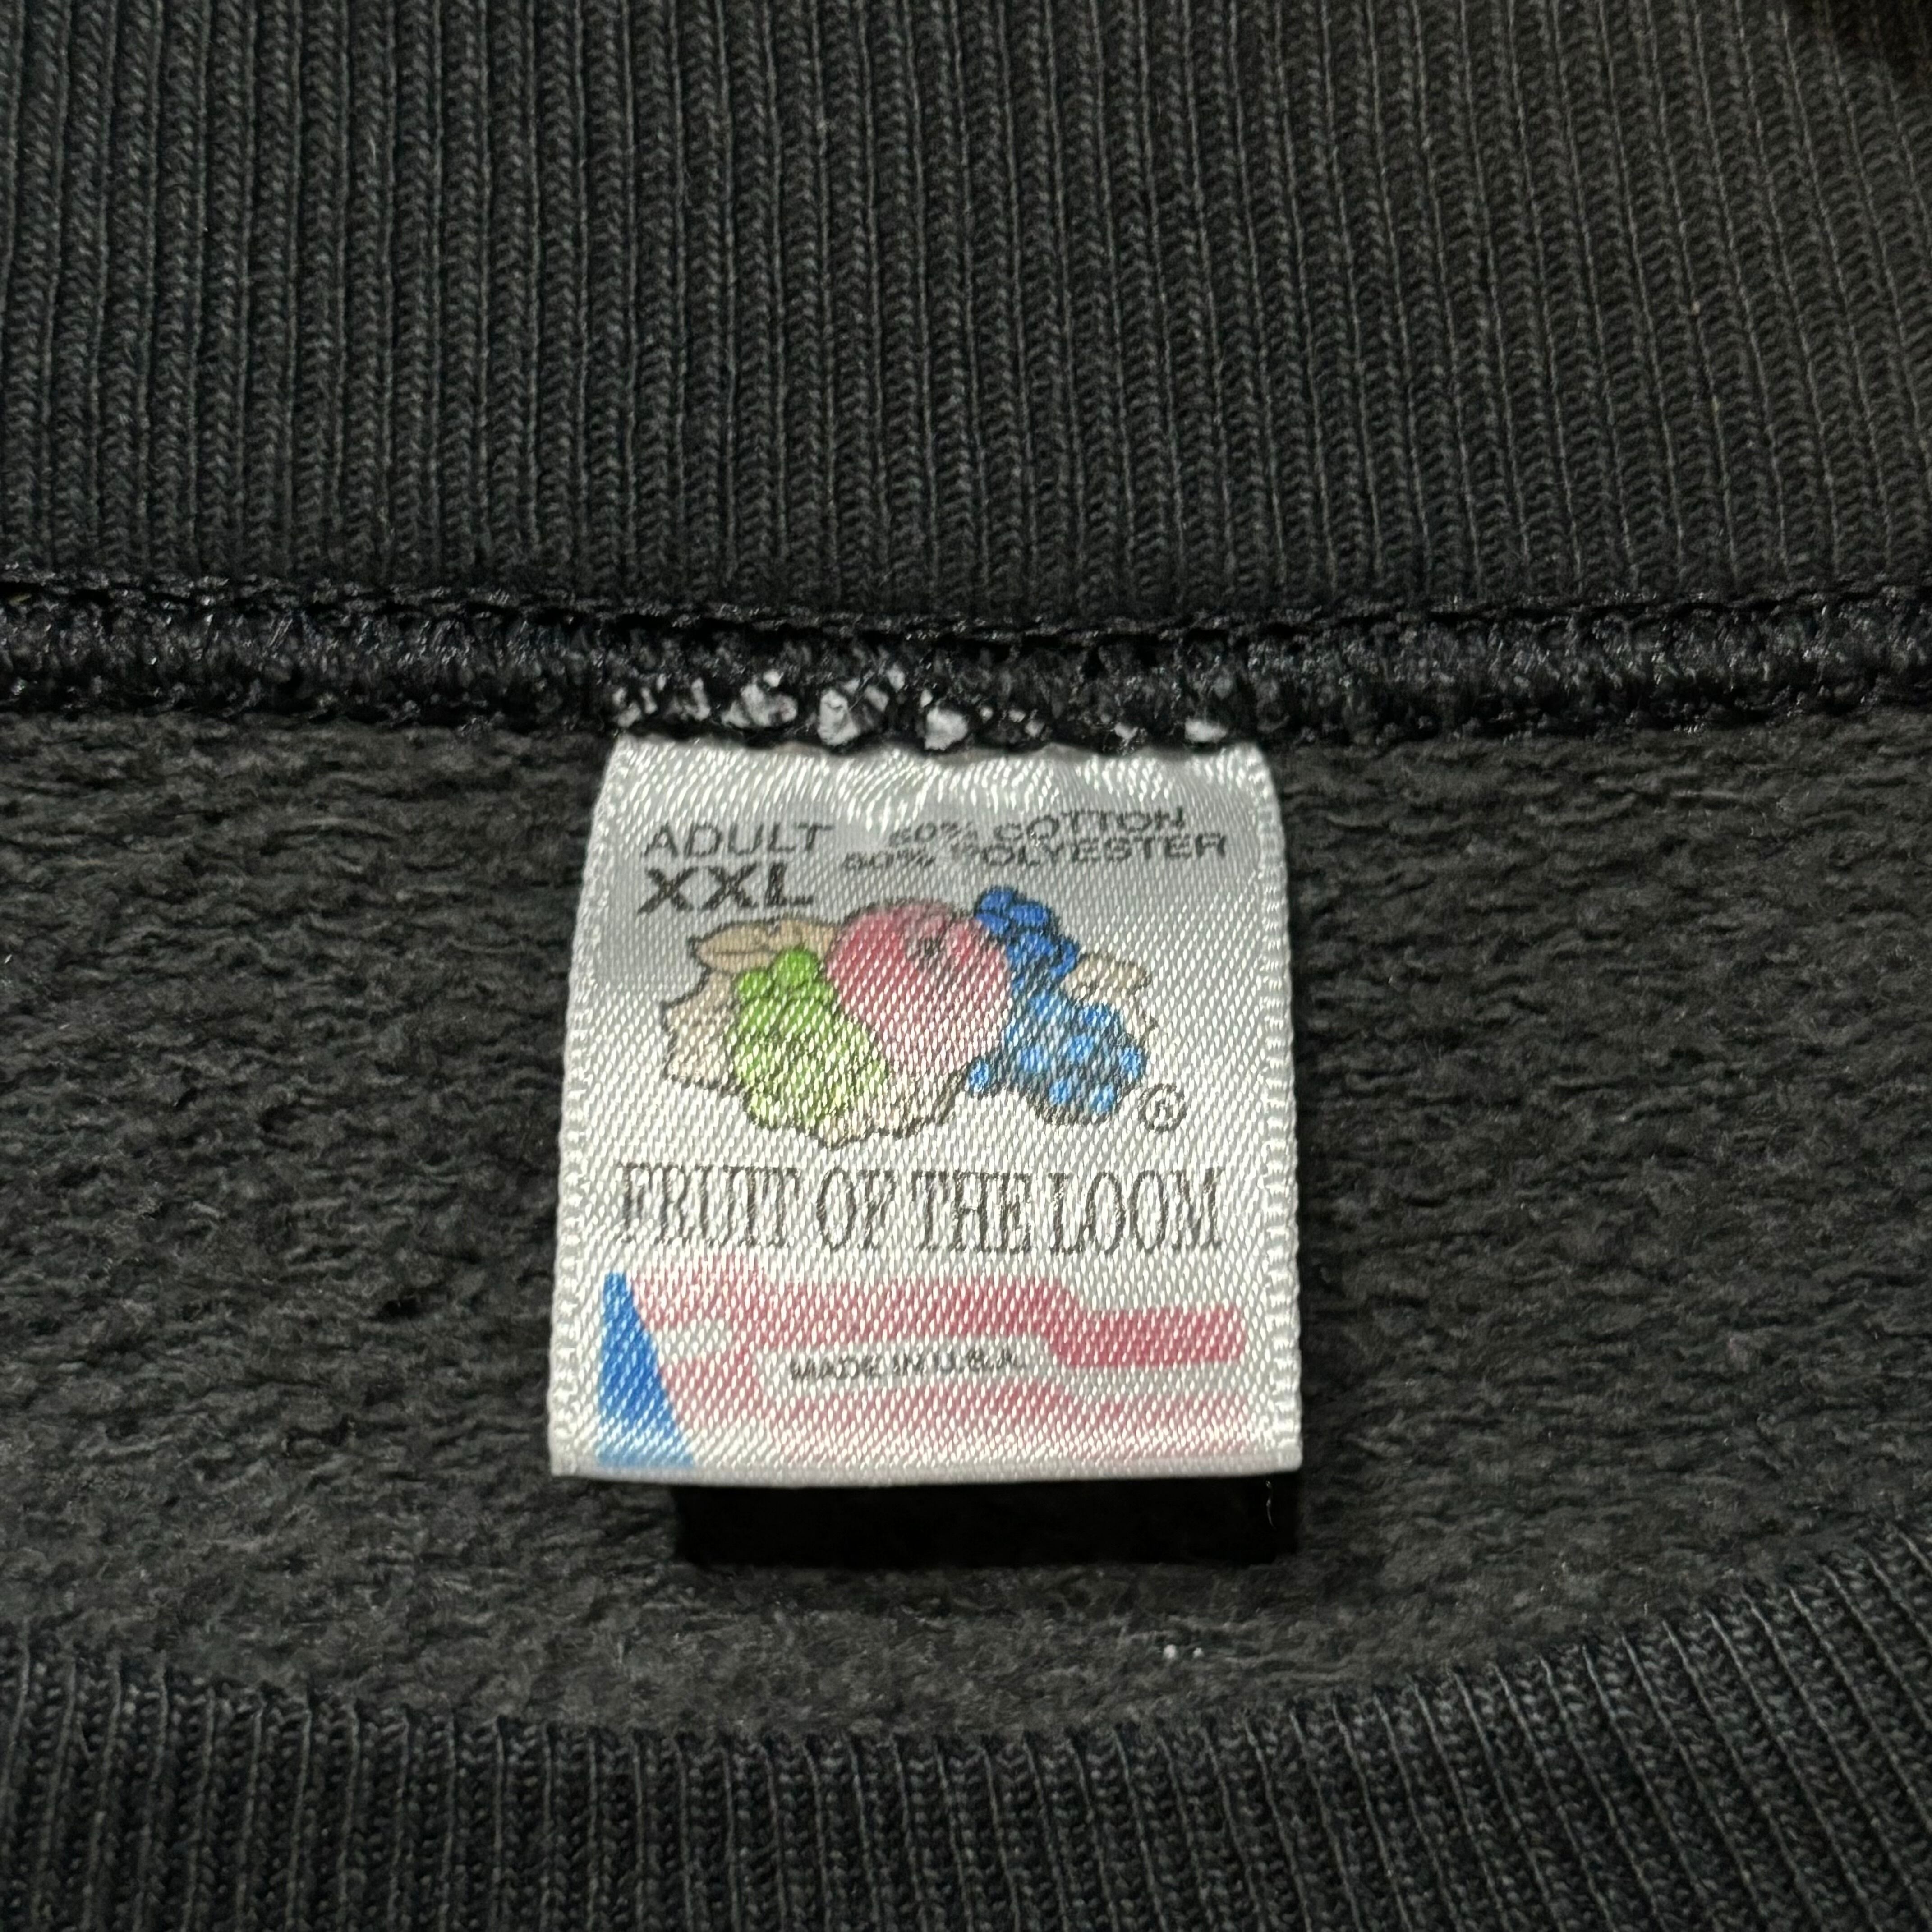 ADULT
XXL
50% COTTON
50% POLYESTER
®
FRUIT OF THE LOOM
MADE IN U.S.A.